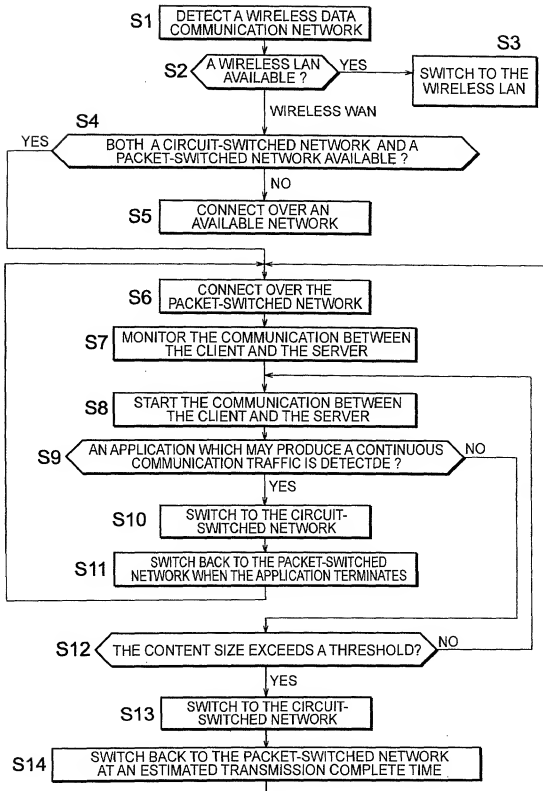 S1
DETECT A WIRELESS DATA
COMMUNICATION NETWORK
S2
A WIRELESS LAN
AVAILABLE ?
YES
S3
SWITCH TO THE
WIRELESS LAN
WIRELESS WAN
S4
YES
BOTH A CIRCUIT-SWITCHED NETWORK AND A
PACKET-SWITCHED NETWORK AVAILABLE ?
NO
S5
CONNECT OVER AN
AVAILABLE NETWORK
S6
CONNECT OVER THE
PACKET-SWITCHED NETWORK
S7
MONITOR THE COMMUNICATION BETWEEN
THE CLIENT AND THE SERVER
S8
START THE COMMUNICATION BETWEEN
THE CLIENT AND THE SERVER
S9
AN APPLICATION WHICH MAY PRODUCE A CONTINUOUS
COMMUNICATION TRAFFIC IS DETECTDE ?
NO
YES
S10
SWITCH TO THE CIRCUIT-
SWITCHED NETWORK
S11
SWITCH BACK TO THE PACKET-SWITCHED
NETWORK WHEN THE APPLICATION TERMINATES
S12
THE CONTENT SIZE EXCEEDS A THRESHOLD?
NO
YES
S13
SWITCH TO THE CIRCUIT-
SWITCHED NETWORK
S14
SWITCH BACK TO THE PACKET-SWITCHED NETWORK
AT AN ESTIMATED TRANSMISSION COMPLETE TIME